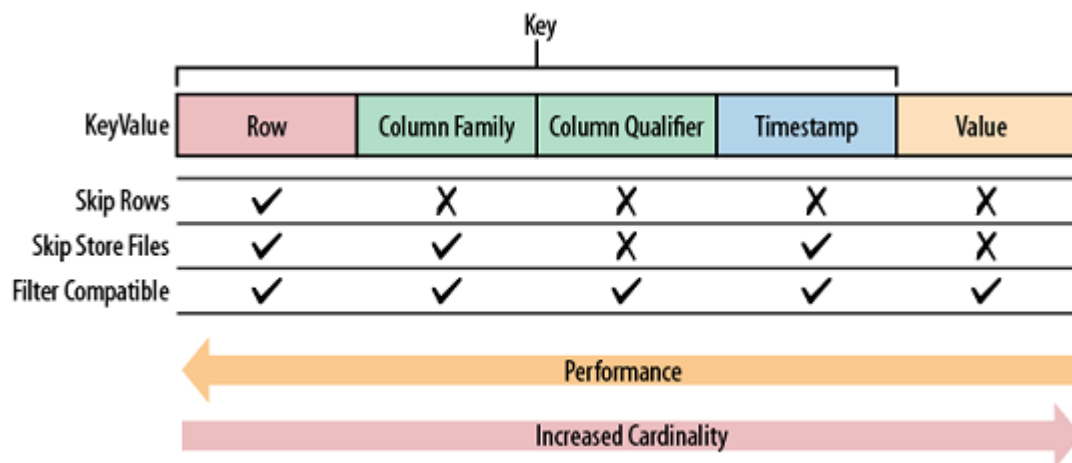 Key
KeyValue Row Column Family Column Qualifier Timestamp Value
Skip Rows ✓ X X X X
Skip Store Files ✓ ✓ X ✓ X
Filter Compatible ✓ ✓ ✓ ✓ ✓
Performance
Increased Cardinality